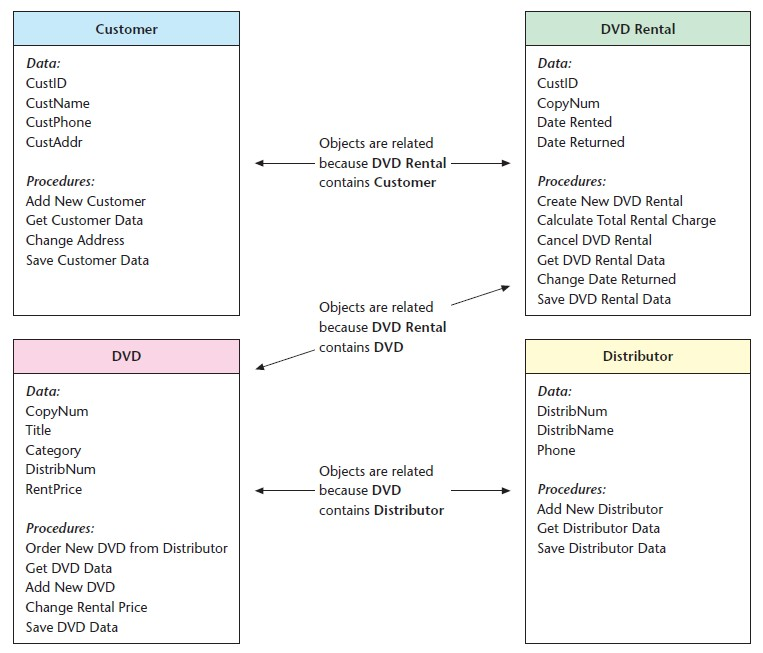 Customer
Data:
CustID
CustName
CustPhone
CustAddr
Procedures:
Add New Customer
Get Customer Data
Change Address
Save Customer Data
Objects are related
because DVD Rental
contains Customer
DVD Rental
Data:
CustID
CopyNum
Date Rented
Date Returned
Procedures:
Create New DVD Rental
Calculate Total Rental Charge
Cancel DVD Rental
Get DVD Rental Data
Change Date Returned
Save DVD Rental Data
Objects are related
because DVD Rental
contains DVD
DVD
Data:
CopyNum
Title
Category
DistribNum
RentPrice
Procedures:
Order New DVD from Distributor
Get DVD Data
Add New DVD
Change Rental Price
Save DVD Data
Objects are related
because DVD
contains Distributor
Distributor
Data:
DistribNum
DistribName
Phone
Procedures:
Add New Distributor
Get Distributor Data
Save Distributor Data